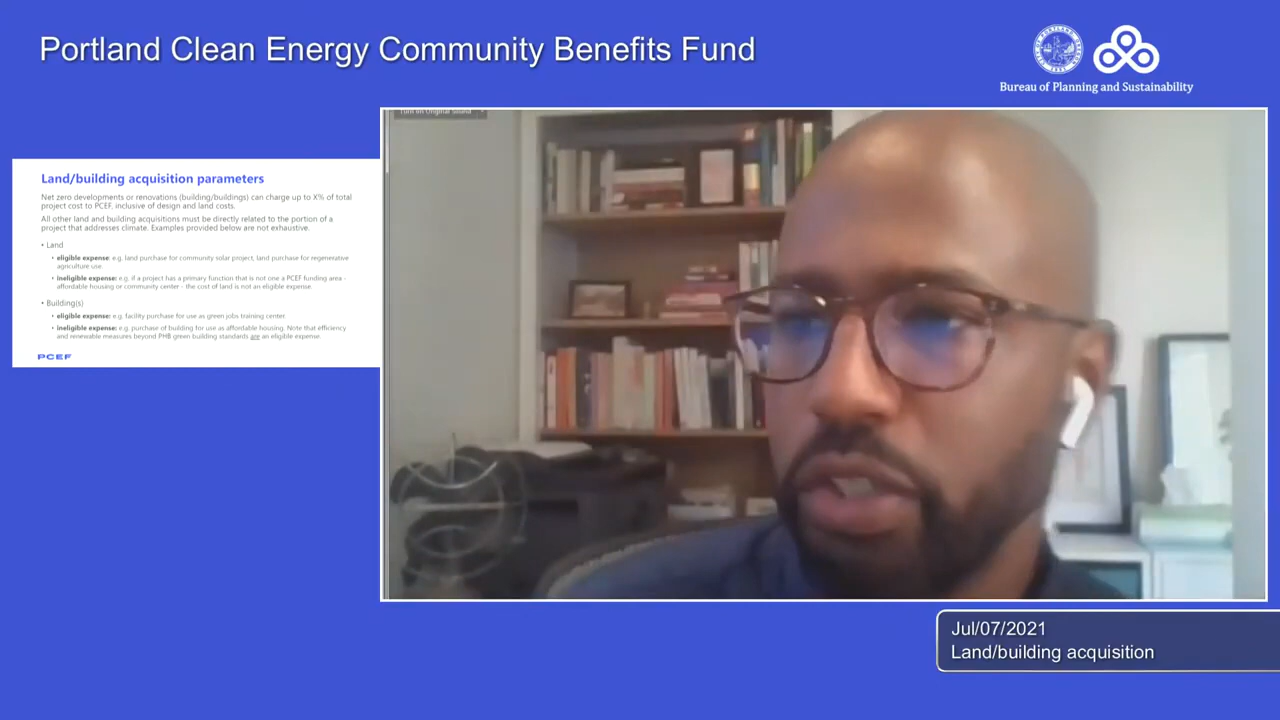 Portland Clean Energy Community Benefits Fund
Bureau of Planning and Sustainability
Turn on Original Sound
Land/building acquisition parameters
Net zero developments or renovations (building/buildings) can charge up to X% of total
project cost to PCEF, inclusive of design and land costs.
All other land and building acquisitions must be directly related to the portion of a
project that addresses climate. Examples provided below are not exhaustive.
• Land
• eligible expense: e.g. land purchase for community solar project, land purchase for regenerative
agriculture use
• ineligible expense: e.g. if a project has a primary function that is not one a PCEF funding area -
affordable housing or community center - the cost of land is not an eligible expense.
• Building(s)
• eligible expense: e.g. facility purchase for use as green jobs training center.
• ineligible expense: e.g. purchase of building for use as affordable housing. Note that efficiency
and renewable measures beyond PHB green building standards are an eligible expense.
PCEF
Jul/07/2021
Land/building acquisition